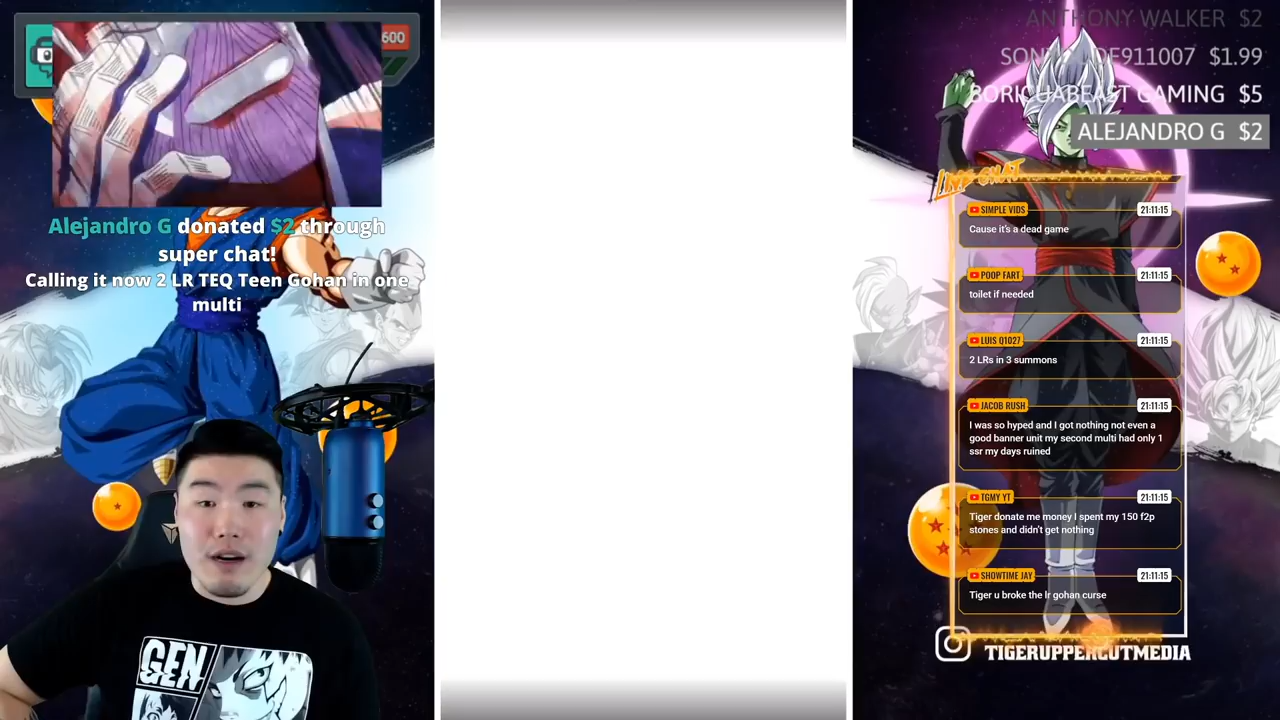 600
Alejandro G donated $2 through
super chat!
Calling it now 2 LR TEQ Teen Gohan in one
multi
GEN
ANTHONY WALKER $2
$1.99
BORICUABEAST GAMING $5
ALEJANDRO G $2
LIVE CHAT
SIMPLE VIDS 21:11:15
Cause it's a dead game
POOP FART 21:11:15
toilet if needed
LUIS Q1027 21:11:15
2 LRs in 3 summons
JACOB RUSH 21:11:15
I was so hyped and I got nothing not even a
good banner unit my second multi had only 1
ssr my days ruined
TGMY YT 21:11:15
Tiger donate me money I spent my 150 f2p
stones and didn't get nothing
SHOWTIME JAY 21:11:15
Tiger u broke the lr gohan curse
TIGERUPPERCUTMEDIA